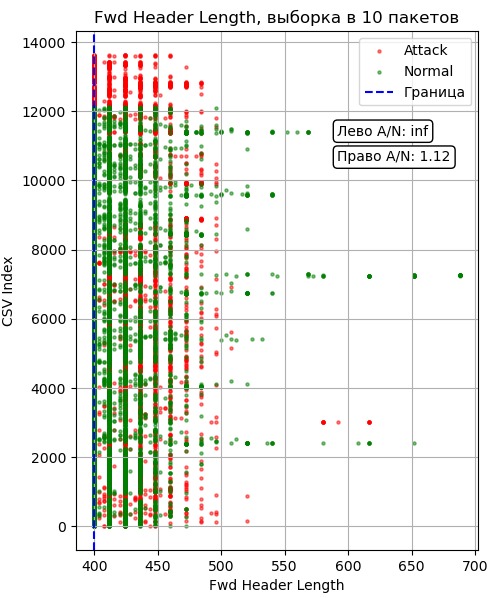 Fwd Header Length, выборка в 10 пакетов
Attack
Normal
Граница
Лево A/N: inf
Право A/N: 1.12
14000
12000
10000
8000
6000
4000
2000
0
CSV Index
400 450 500 550 600 650 700
Fwd Header Length